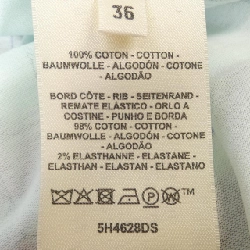 36
100% COTON - COTTON -
BAUMWOLLE - ALGODÓN - COTONE
- ALGODÃO
BORD CÔTE - RIB - SEITENRAND -
REMATE ELASTICO - ORLO A
COSTINE - PUNHO E BORDA
98% COTON - COTTON -
BAUMWOLLE - ALGODÓN - COTONE
- ALGODÃO
2% ELASTHANNE - ELASTANE -
ELASTHAN - ELASTAN - ELASTANO
5H4628DS